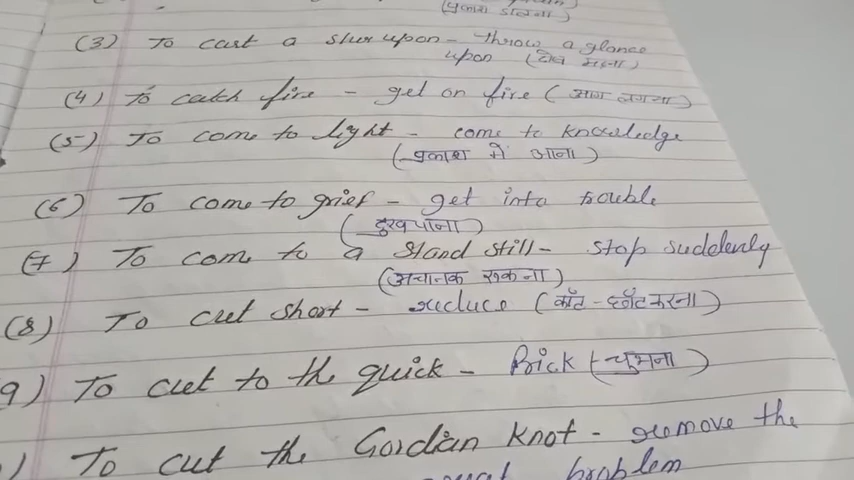 (प्रकाश डालना)
(3) To cast a slur upon - throw a glance
upon (दोष मढ़ना)
(4) To catch fire - get on fire (आग लगना)
(5) To come to light - come to knowledge
(प्रकाश में आना)
(6) To come to grief - get into trouble
(दुख पाना)
(7) To come to a stand still - stop suddenly
(अचानक रुकना)
(8) To cut short - reduce (काँट-छाँट करना)
9) To cut to the quick - Prick (चुभना)
) To cut the Gordian knot - remove the
problem